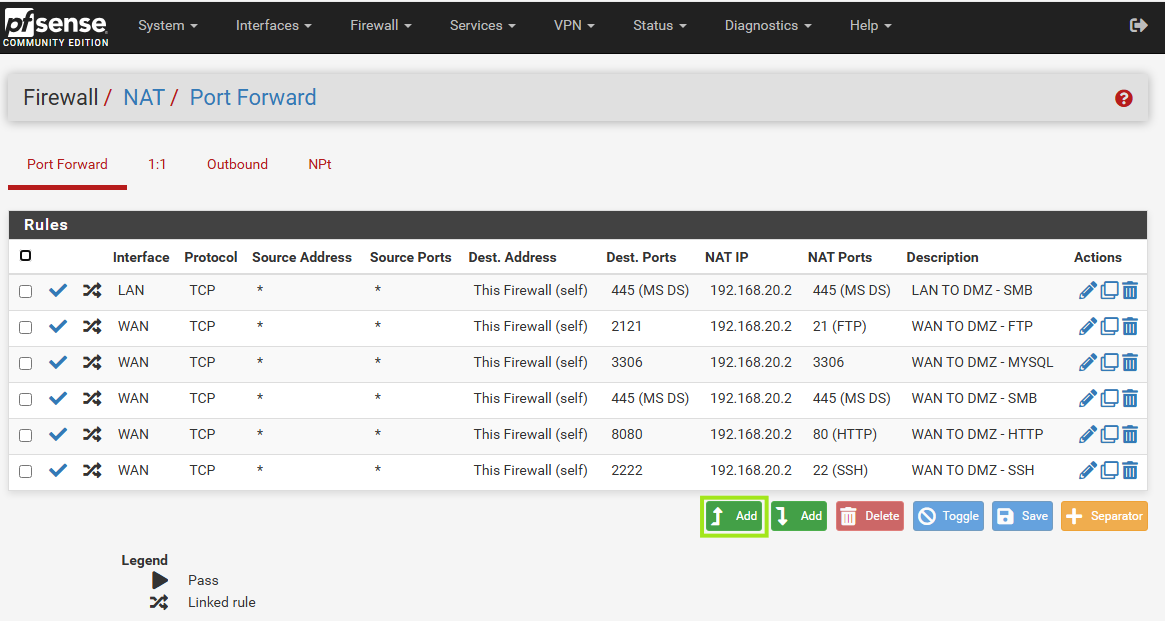 pfsense
COMMUNITY EDITION
System Interfaces Firewall Services VPN Status Diagnostics Help
Firewall / NAT / Port Forward
Port Forward 1:1 Outbound NPt
Rules
Interface Protocol Source Address Source Ports Dest. Address Dest. Ports NAT IP NAT Ports Description Actions
LAN TCP * * This Firewall (self) 445 (MS DS) 192.168.20.2 445 (MS DS) LAN TO DMZ - SMB
WAN TCP * * This Firewall (self) 2121 192.168.20.2 21 (FTP) WAN TO DMZ - FTP
WAN TCP * * This Firewall (self) 3306 192.168.20.2 3306 WAN TO DMZ - MYSQL
WAN TCP * * This Firewall (self) 445 (MS DS) 192.168.20.2 445 (MS DS) WAN TO DMZ - SMB
WAN TCP * * This Firewall (self) 8080 192.168.20.2 80 (HTTP) WAN TO DMZ - HTTP
WAN TCP * * This Firewall (self) 2222 192.168.20.2 22 (SSH) WAN TO DMZ - SSH
Add Add Delete Toggle Save Separator
Legend
Pass
Linked rule